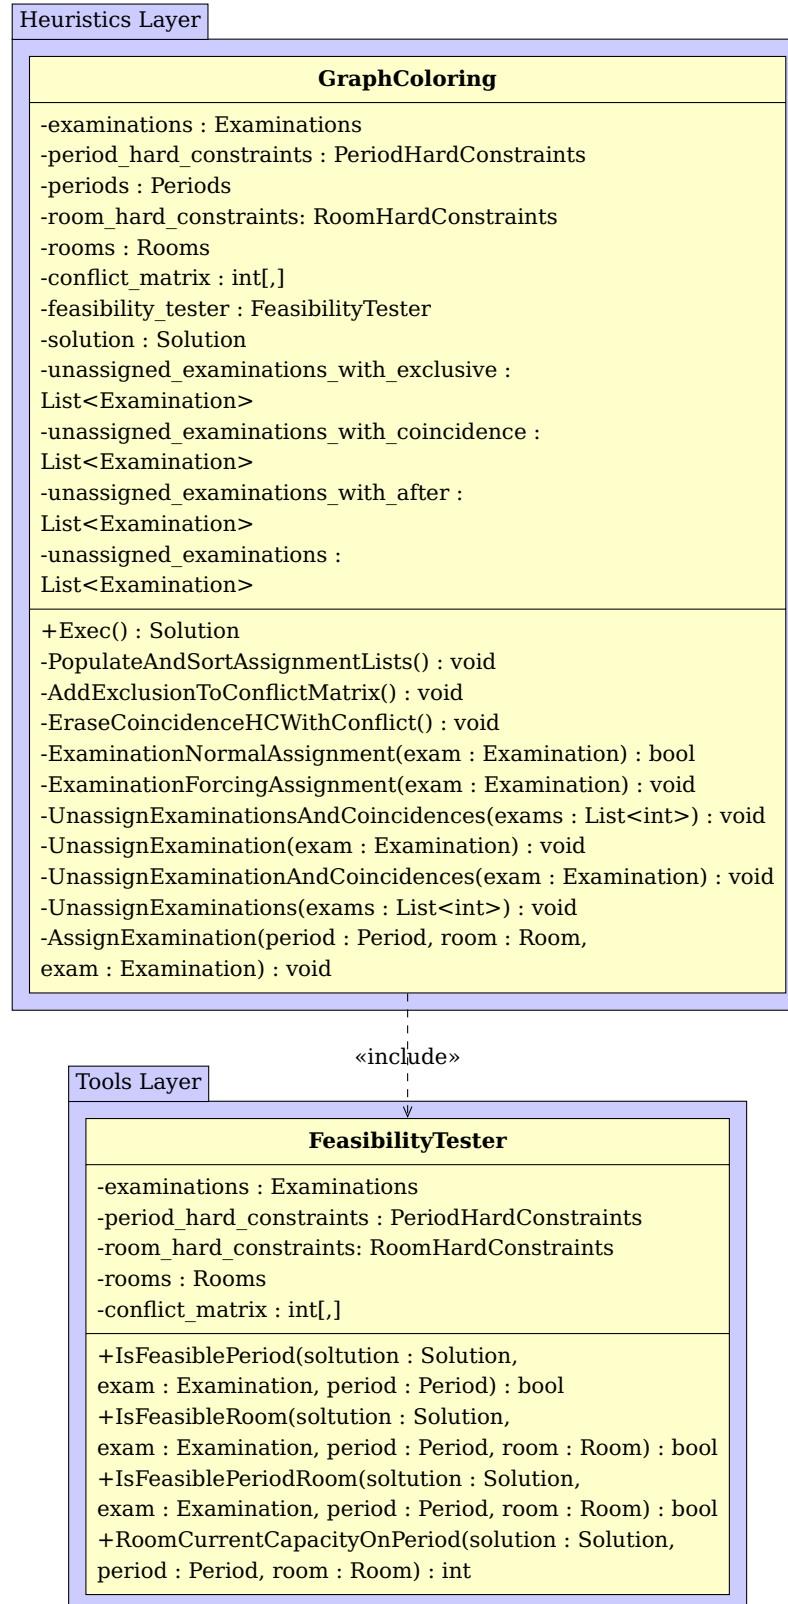 Heuristics Layer
GraphColoring
-examinations : Examinations
-period_hard_constraints : PeriodHardConstraints
-periods : Periods
-room_hard_constraints: RoomHardConstraints
-rooms : Rooms
-conflict_matrix : int[,]
-feasibility_tester : FeasibilityTester
-solution : Solution
-unassigned_examinations_with_exclusive :
List<Examination>
-unassigned_examinations_with_coincidence :
List<Examination>
-unassigned_examinations_with_after :
List<Examination>
-unassigned_examinations :
List<Examination>
+Exec() : Solution
-PopulateAndSortAssignmentLists() : void
-AddExclusionToConflictMatrix() : void
-EraseCoincidenceHCWithConflict() : void
-ExaminationNormalAssignment(exam : Examination) : bool
-ExaminationForcingAssignment(exam : Examination) : void
-UnassignExaminationsAndCoincidences(exams : List<int>) : void
-UnassignExamination(exam : Examination) : void
-UnassignExaminationAndCoincidences(exam : Examination) : void
-UnassignExaminations(exams : List<int>) : void
-AssignExamination(period : Period, room : Room,
exam : Examination) : void
«include»
Tools Layer
FeasibilityTester
-examinations : Examinations
-period_hard_constraints : PeriodHardConstraints
-room_hard_constraints: RoomHardConstraints
-rooms : Rooms
-conflict_matrix : int[,]
+IsFeasiblePeriod(soltution : Solution,
exam : Examination, period : Period) : bool
+IsFeasibleRoom(soltution : Solution,
exam : Examination, period : Period, room : Room) : bool
+IsFeasiblePeriodRoom(soltution : Solution,
exam : Examination, period : Period, room : Room) : bool
+RoomCurrentCapacityOnPeriod(solution : Solution,
period : Period, room : Room) : int